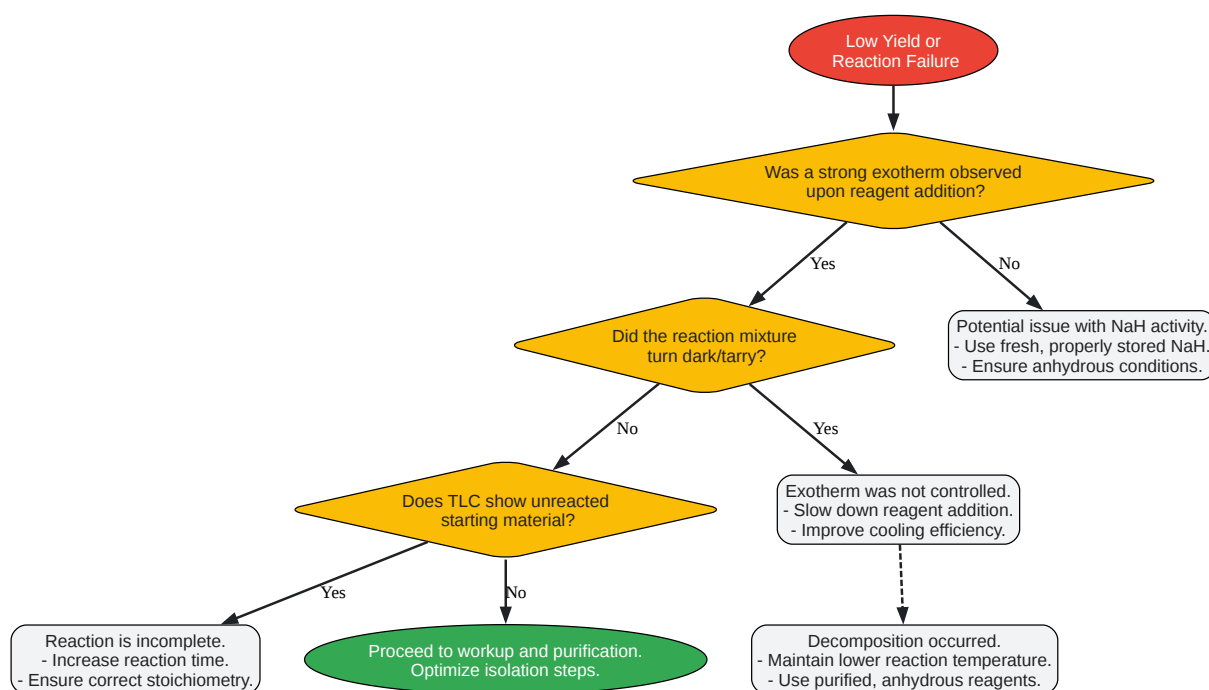 Low Yield or
Reaction Failure
Was a strong exotherm observed
upon reagent addition?
Yes
No
Did the reaction mixture
turn dark/tarry?
Potential issue with NaH activity.
- Use fresh, properly stored NaH.
- Ensure anhydrous conditions.
No
Yes
Does TLC show unreacted
starting material?
Exotherm was not controlled.
- Slow down reagent addition.
- Improve cooling efficiency.
Yes
No
Reaction is incomplete.
- Increase reaction time.
- Ensure correct stoichiometry.
Proceed to workup and purification.
Optimize isolation steps.
Decomposition occurred.
- Maintain lower reaction temperature.
- Use purified, anhydrous reagents.